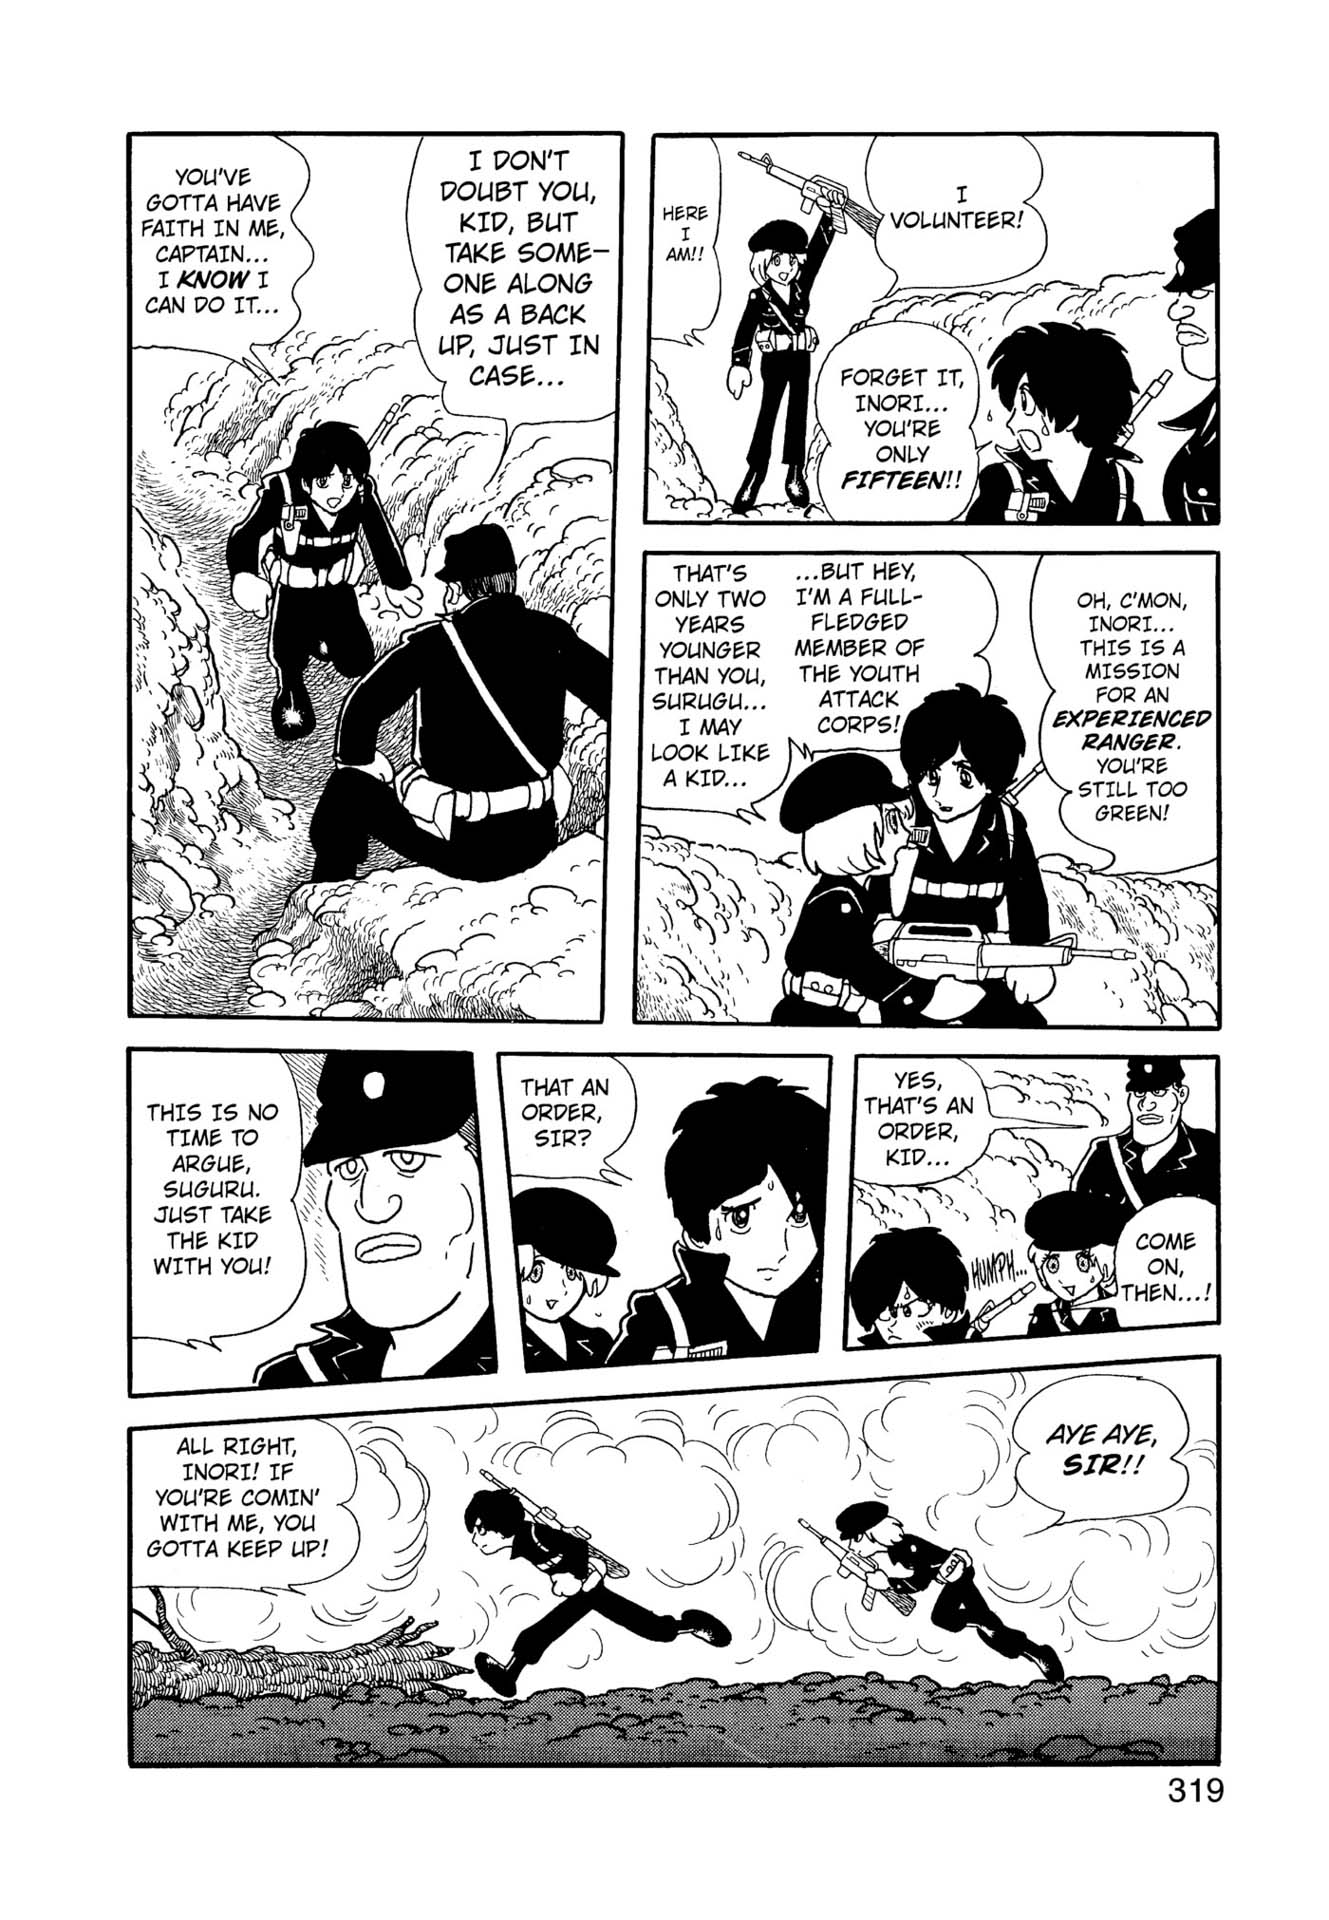 YOU'VE
GOTTA HAVE
FAITH IN ME,
CAPTAIN...
I KNOW I
CAN DO IT...
I DON'T
DOUBT YOU,
KID, BUT
TAKE SOME-
ONE ALONG
AS A BACK
UP, JUST IN
CASE...
HERE
I
AM!!
I
VOLUNTEER!
FORGET IT,
INORI...
YOU'RE
ONLY
FIFTEEN!!
THAT'S
ONLY TWO
YEARS
YOUNGER
THAN YOU,
SURUGU...
I MAY
LOOK LIKE
A KID...
...BUT HEY,
I'M A FULL-
FLEDGED
MEMBER OF
THE YOUTH
ATTACK
CORPS!
OH, C'MON,
INORI...
THIS IS A
MISSION
FOR AN
EXPERIENCED
RANGER.
YOU'RE
STILL TOO
GREEN!
THIS IS NO
TIME TO
ARGUE,
SUGURU.
JUST TAKE
THE KID
WITH YOU!
THAT AN
ORDER,
SIR?
YES,
THAT'S AN
ORDER,
KID...
HUMPH...
COME
ON,
THEN...!
ALL RIGHT,
INORI! IF
YOU'RE COMIN'
WITH ME, YOU
GOTTA KEEP UP!
AYE AYE,
SIR!!
319